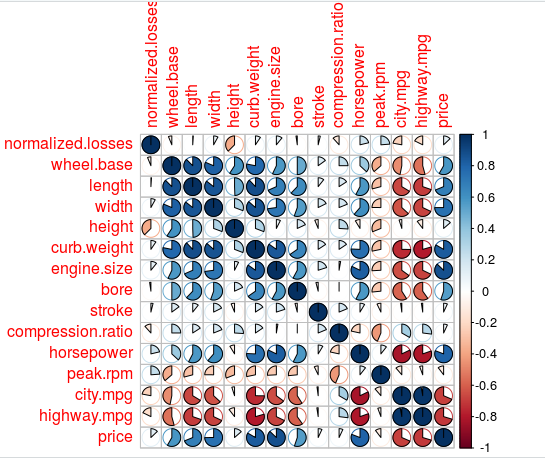 normalized.losses
wheel.base
length
width
height
curb.weight
engine.size
bore
stroke
compression.ratio
horsepower
peak.rpm
city.mpg
highway.mpg
price
normalized.losses
wheel.base
length
width
height
curb.weight
engine.size
bore
stroke
compression.ratio
horsepower
peak.rpm
city.mpg
highway.mpg
price
1
0.8
0.6
0.4
0.2
0
-0.2
-0.4
-0.6
-0.8
-1